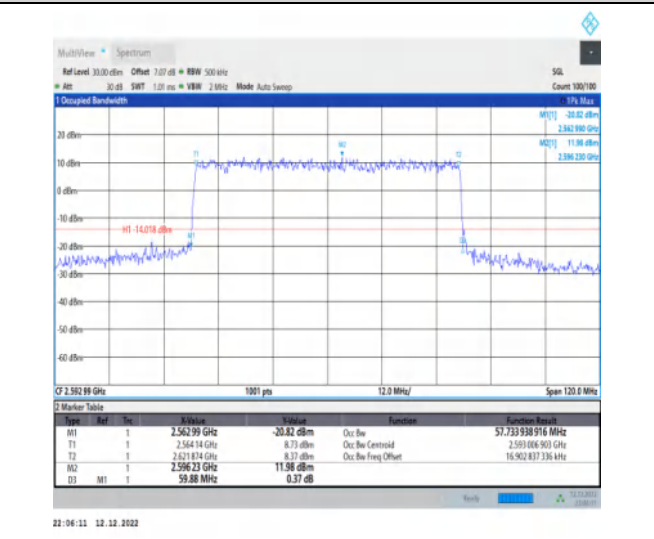 MultiView Spectrum
Ref Level 30.00 dBm Offset 7.07 dB RBW 500 kHz SGL
Att 30 dB SWT 1.01 ms VBW 2 MHz Mode Auto Sweep Count 100/100
1 Occupied Bandwidth 1Pk Max
M1[1] -20.82 dBm
2.562 990 GHz
20 dBm
M2[1] 11.98 dBm
2.596 230 GHz
M2
T1 T2
10 dBm
0 dBm
-10 dBm
H1 -14.018 dBm
M1
-20 dBm
-30 dBm
-40 dBm
-50 dBm
-60 dBm
CF 2.592 99 GHz 1001 pts 12.0 MHz/ Span 120.0 MHz
2 Marker Table
Type Ref Trc X-Value Y-Value Function Function Result
M1 1 2.562 99 GHz -20.82 dBm Occ Bw 57.733 938 916 MHz
T1 1 2.564 14 GHz 8.73 dBm Occ Bw Centroid 2.593 006 903 GHz
T2 1 2.621 874 GHz 8.37 dBm Occ Bw Freq Offset 16.902 837 336 kHz
M2 1 2.596 23 GHz 11.98 dBm
D3 M1 1 59.88 MHz 0.37 dB
Ready
22:06:11 12.12.2022